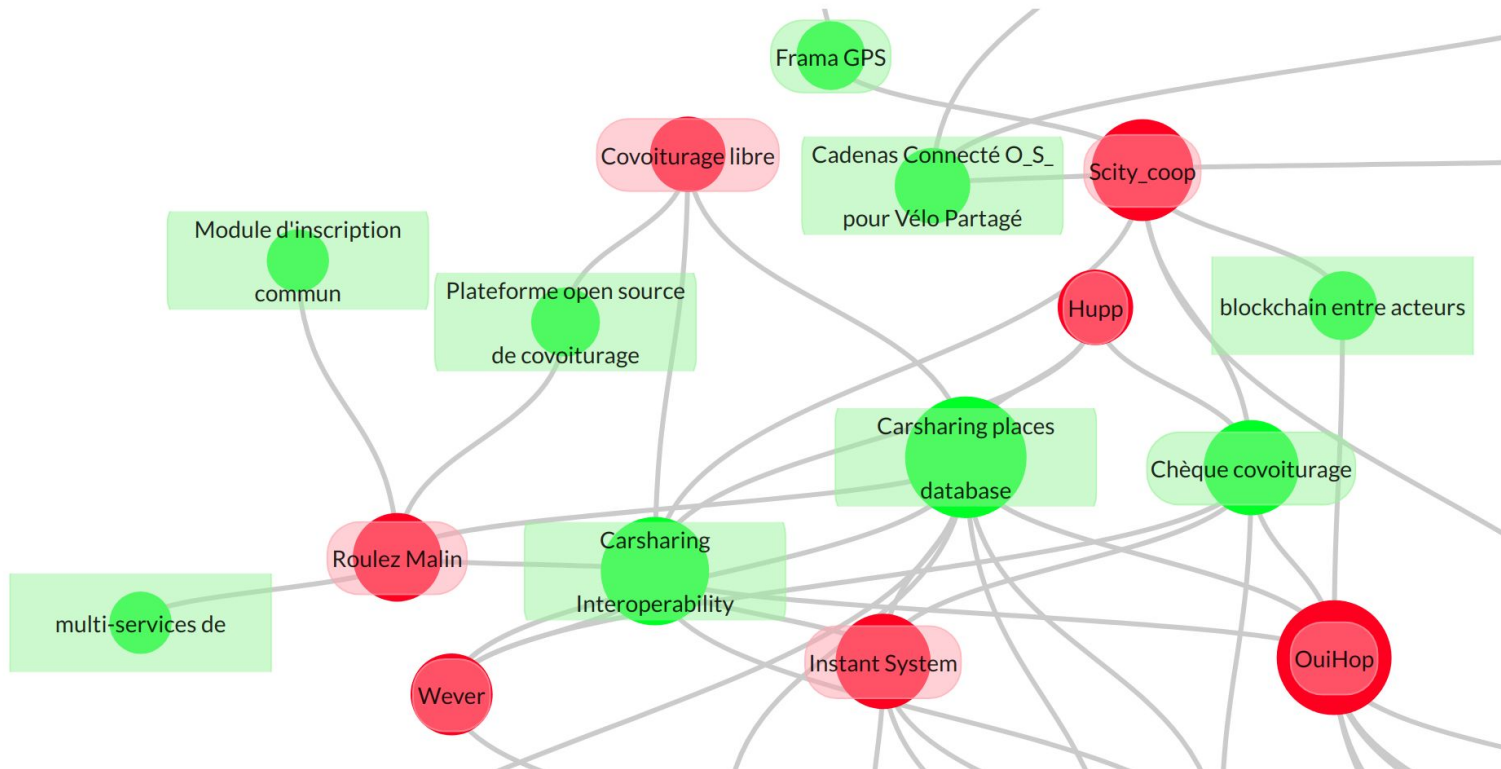 Frama GPS
Covoiturage libre
Cadenas Connecté O_S_
pour Vélo Partagé
Scity_coop
Module d'inscription
commun
Plateforme open source
de covoiturage
Hupp
blockchain entre acteurs
Carsharing places
database
Chèque covoiturage
Roulez Malin
Carsharing
Interoperability
multi-services de
Wever
Instant System
OuiHop